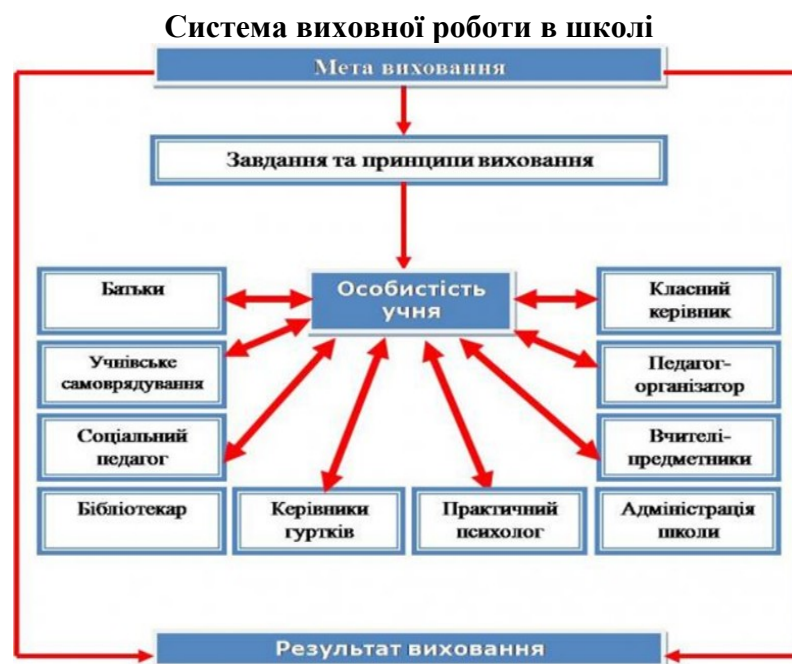 Система виховної роботи в школі
Мета виховання
Завдання та принципи виховання
Батьки
Особистість
учня
Класний
керівник
Учнівське
самоврядування
Педагог-
організатор
Соціальний
педагог
Вчителі-
предметники
Бібліотекар
Керівники
гуртків
Практичний
психолог
Адміністрація
школи
Результат виховання